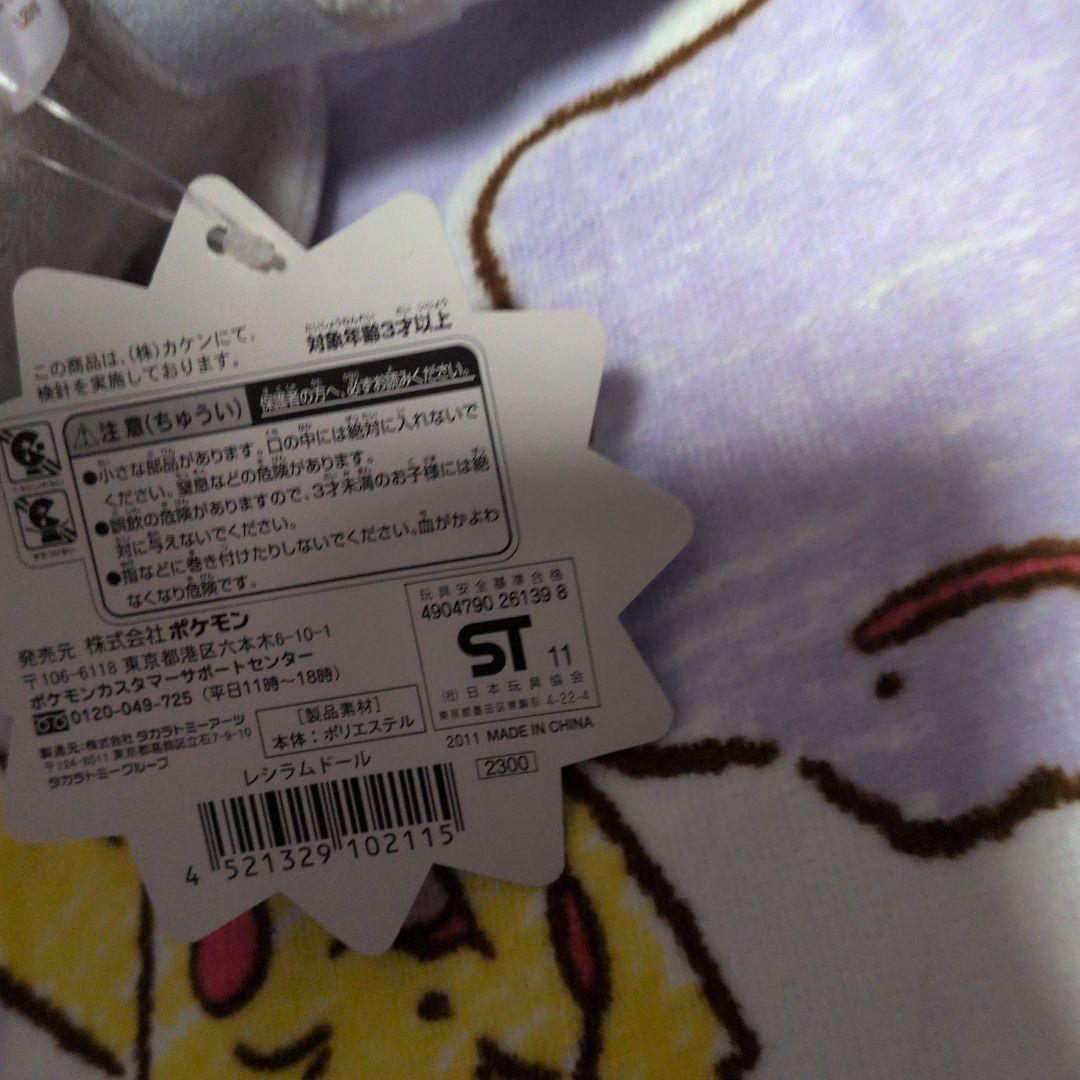 この商品は、(株)カケンにて、
検針を実施しております。
対象年齢3才以上
注意(ちゅうい)
保護者の方へ、必ずお読みください。
●小さな部品があります。口の中には絶対に入れないで
ください。窒息などの危険があります。
●誤飲の危険がありますので、3才未満のお子様には絶
対に与えないでください。
●指などに巻き付けたりしないでください。血がかよわ
なくなり危険です。
発売元 株式会社ポケモン
〒106-6118 東京都港区六本木6-10-1
ポケモンカスタマーサポートセンター
0120-049-725 (平日11時〜18時)
製造元:株式会社 タカラトミーアーツ
〒124-8511 東京都葛飾区立石7-9-10
タカラトミーグループ
[製品素材]
本体:ポリエステル
玩具安全基準合格
4904790 26139 8
ST 11
(社)日本玩具協会
東京都墨田区東駒形 4-22-4
2011 MADE IN CHINA
レシラムドール
2300
4 521329 102115